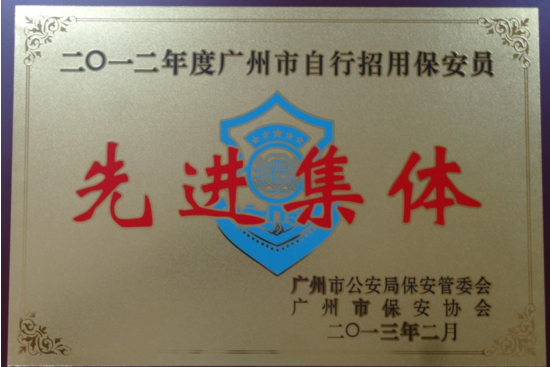 二〇一二年度广州市自行招用保安员
先进集体
广州市公安局保安管委会
广州市保安协会
二〇一三年二月